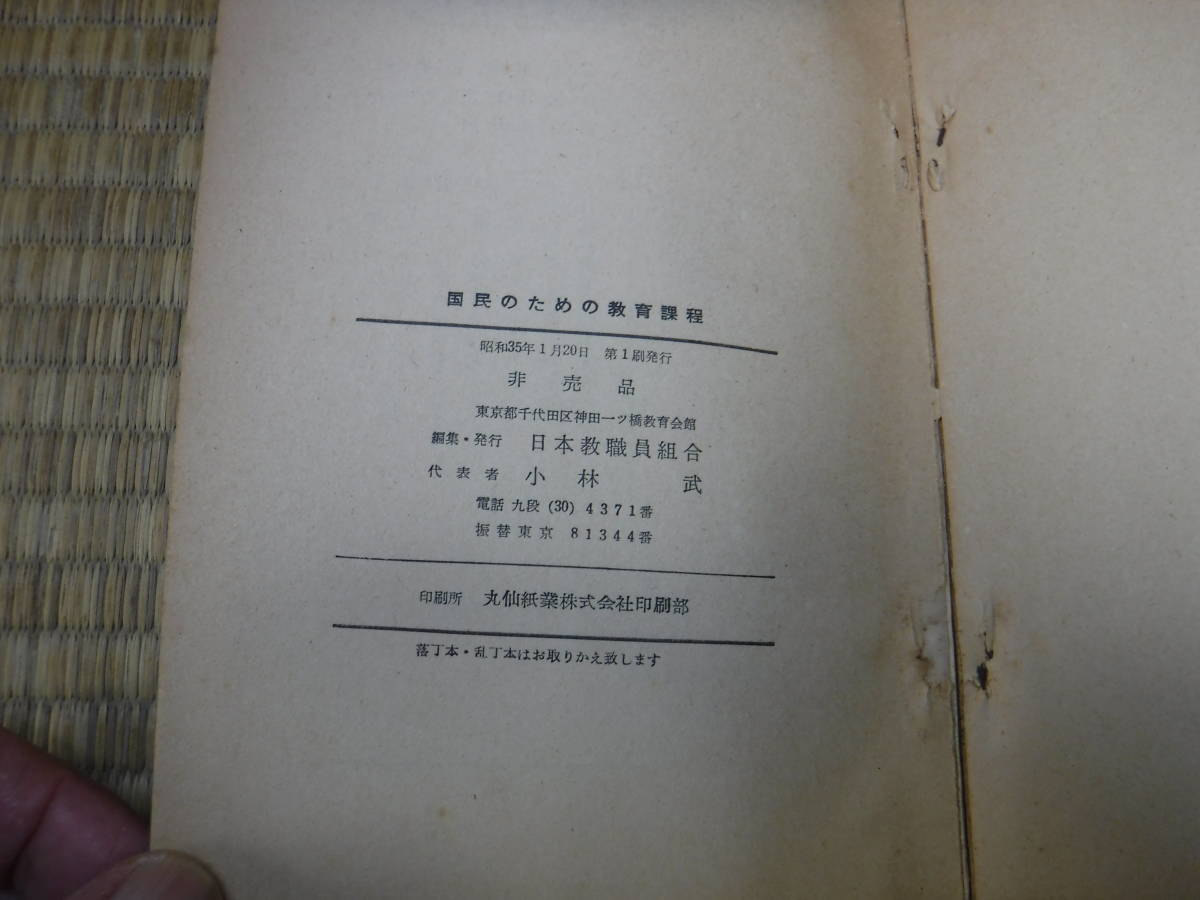 国民のための教育課程
昭和35年1月20日 第1刷発行
非売品
東京都千代田区神田一ツ橋教育会館
編集・発行 日本教職員組合
代表者 小林 武
電話 九段 (30) 4371番
振替東京 81344番
印刷所 丸仙紙業株式会社印刷部
落丁本・乱丁本はお取りかえ致します